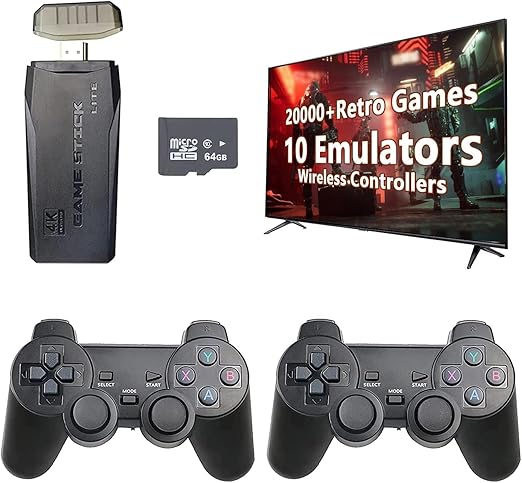 GAME STICK
LITE
4K
micro
SD
HC
10
64GB
20000+Retro Games
10 Emulators
Wireless Controllers
SELECT
START
MODE
Y
X
B
A
SELECT
START
MODE
Y
X
B
A